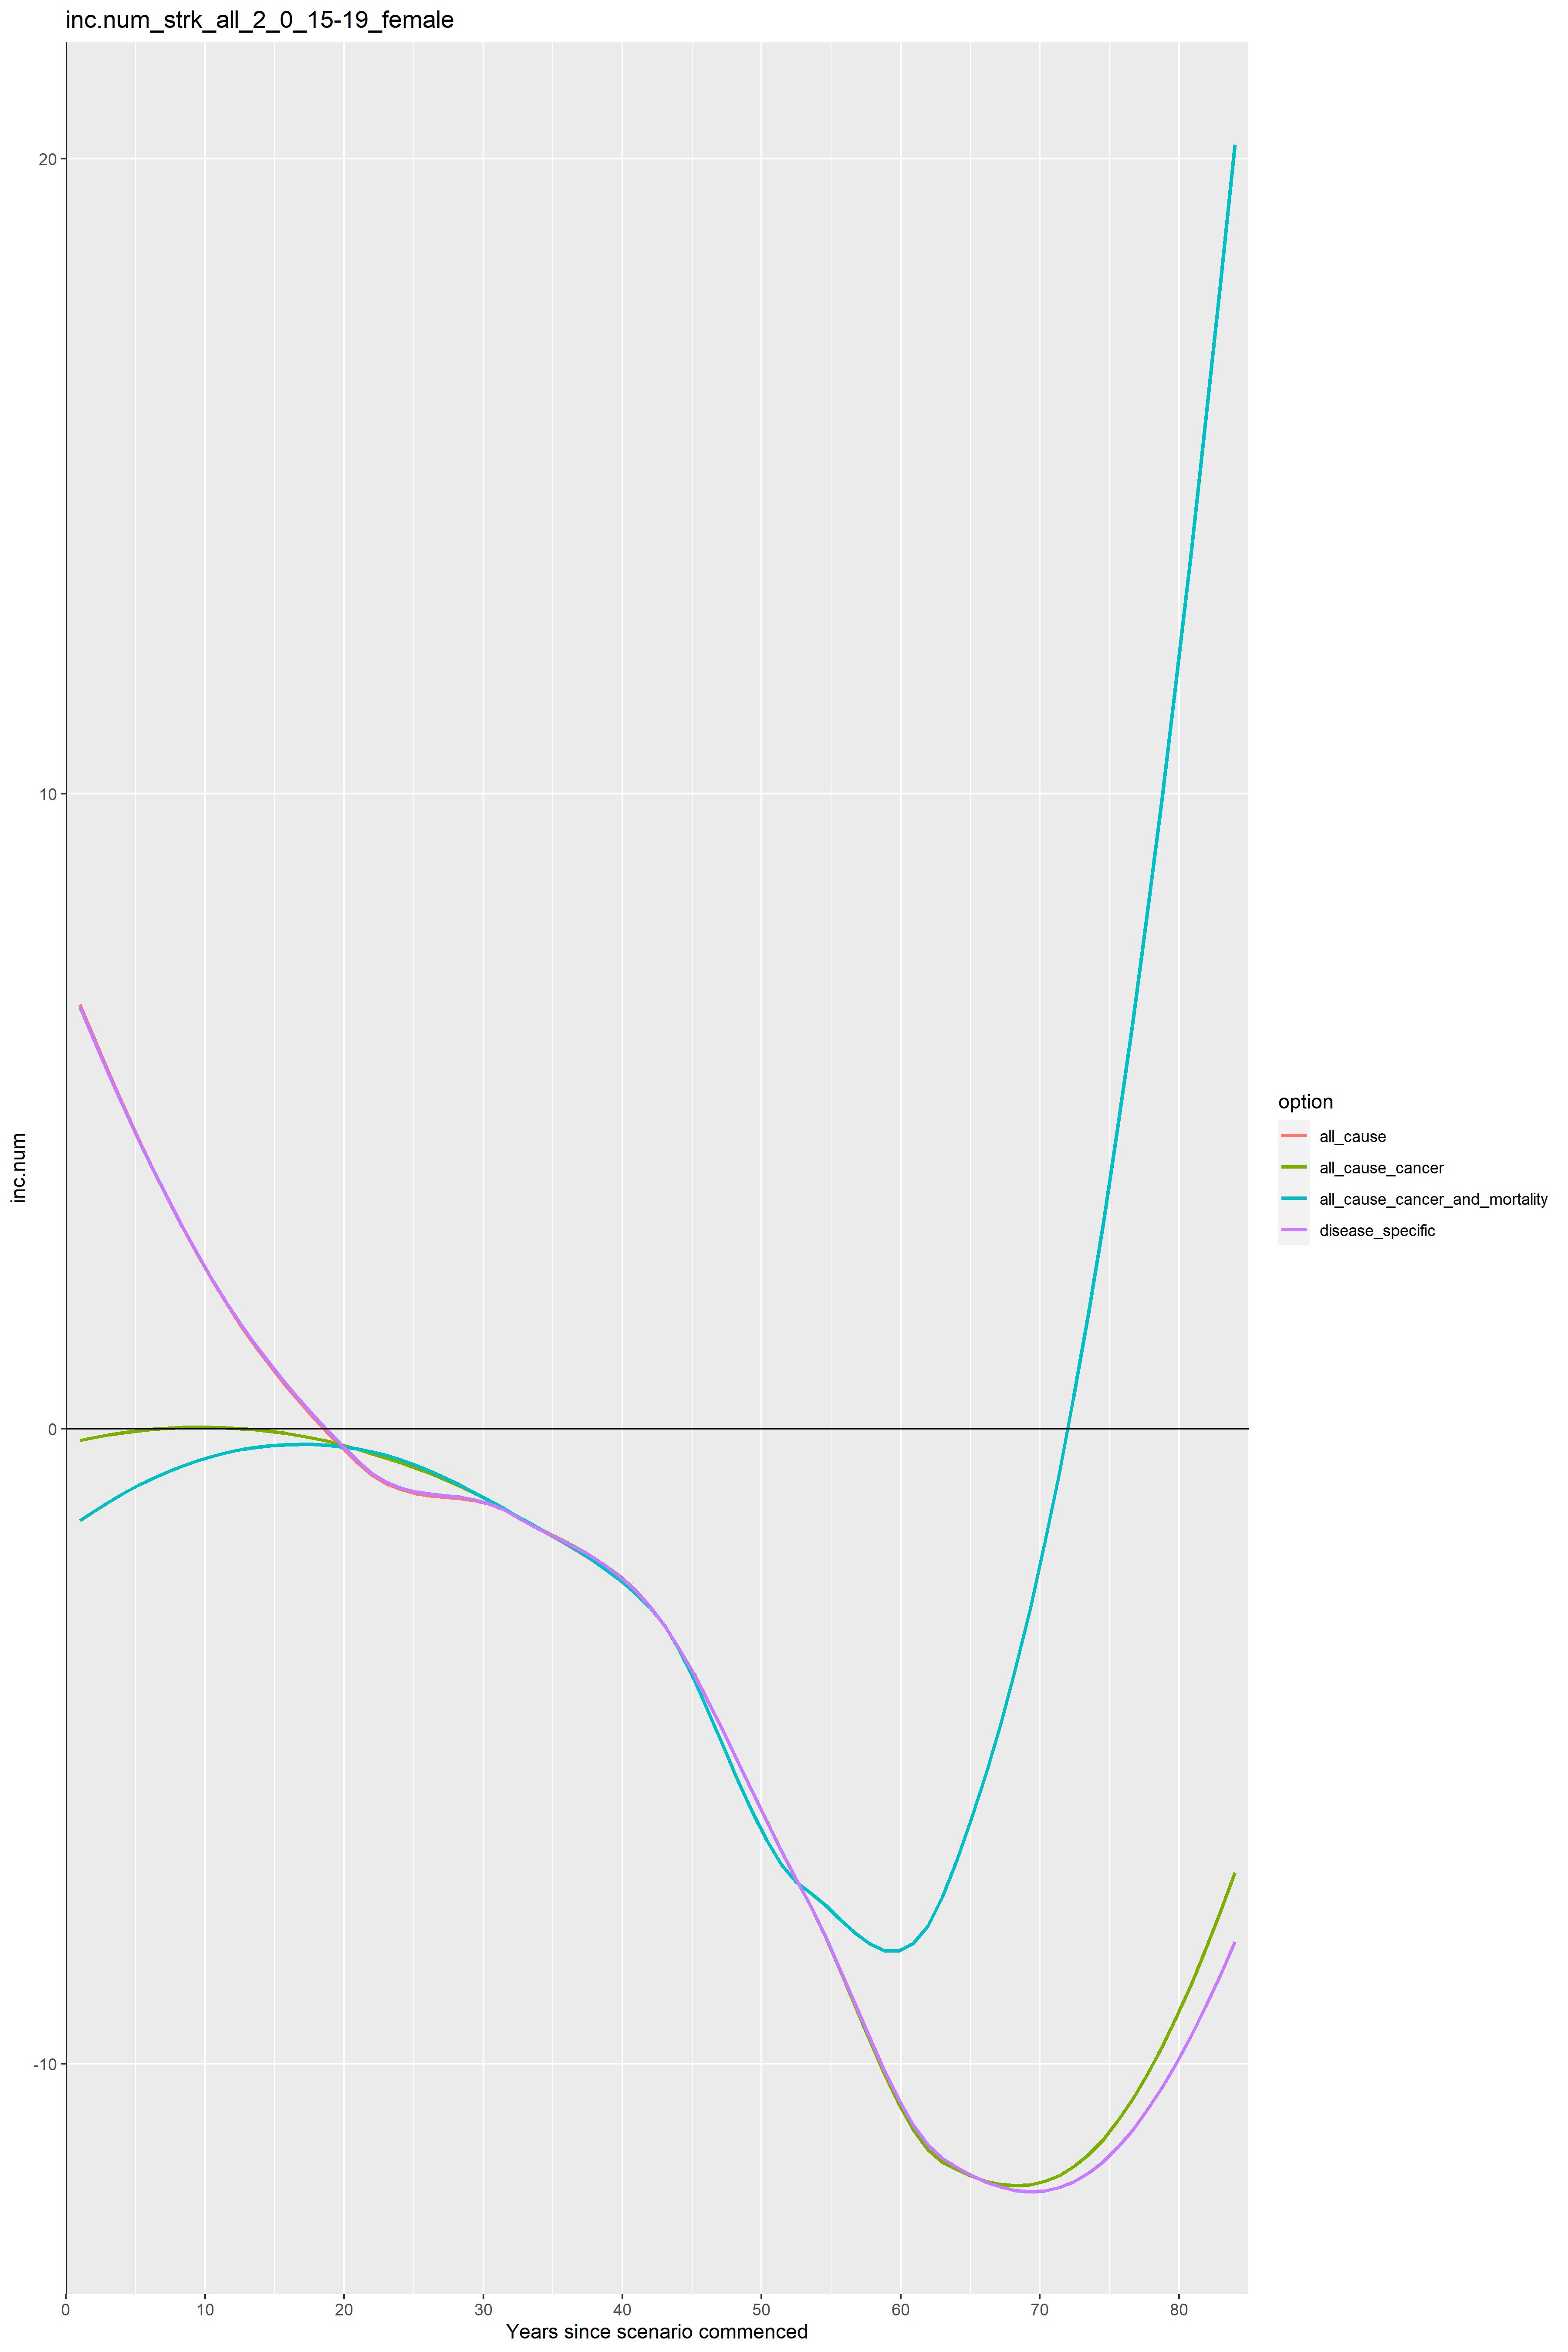 inc.num_strk_all_2_0_15-19_female
20
10
0
-10
inc.num
0 10 20 30 40 50 60 70 80
Years since scenario commenced
option
all_cause
all_cause_cancer
all_cause_cancer_and_mortality
disease_specific